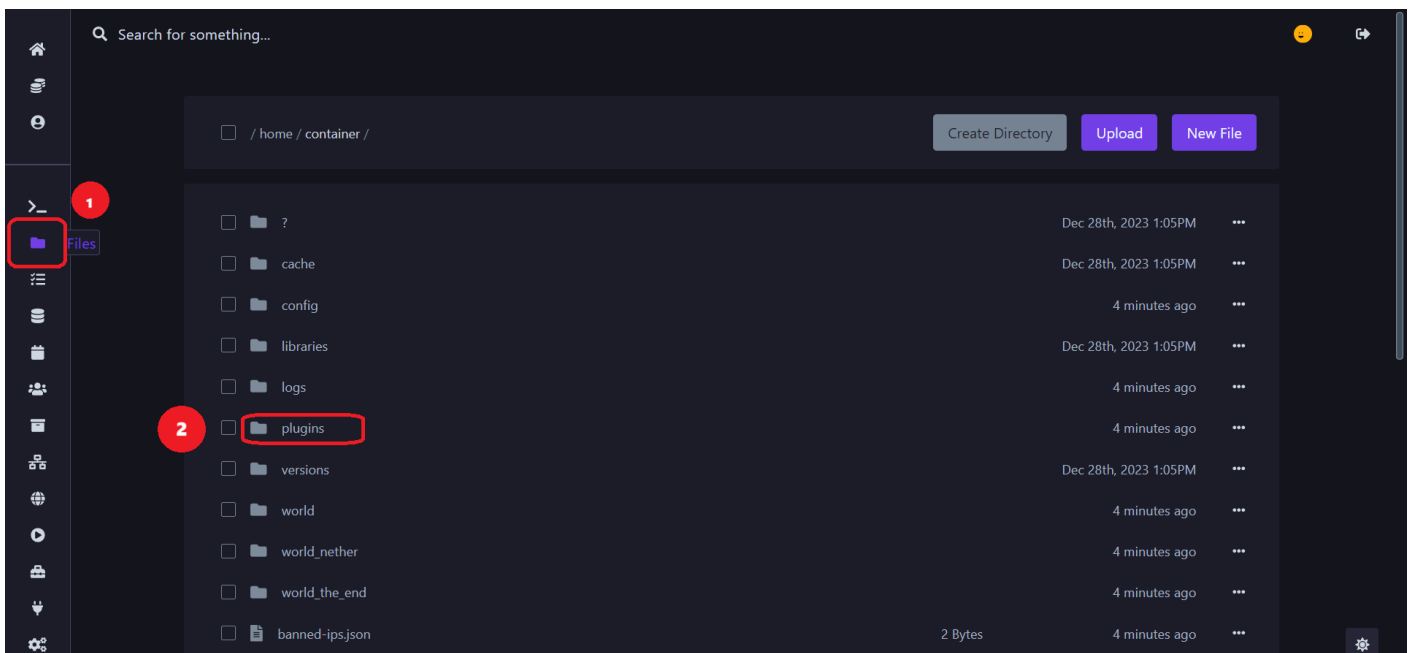 Search for something...
/ home / container /
Create Directory
Upload
New File
1
Files
? Dec 28th, 2023 1:05PM
cache Dec 28th, 2023 1:05PM
config 4 minutes ago
libraries Dec 28th, 2023 1:05PM
logs 4 minutes ago
2 plugins 4 minutes ago
versions Dec 28th, 2023 1:05PM
world 4 minutes ago
world_nether 4 minutes ago
world_the_end 4 minutes ago
banned-ips.json 2 Bytes 4 minutes ago